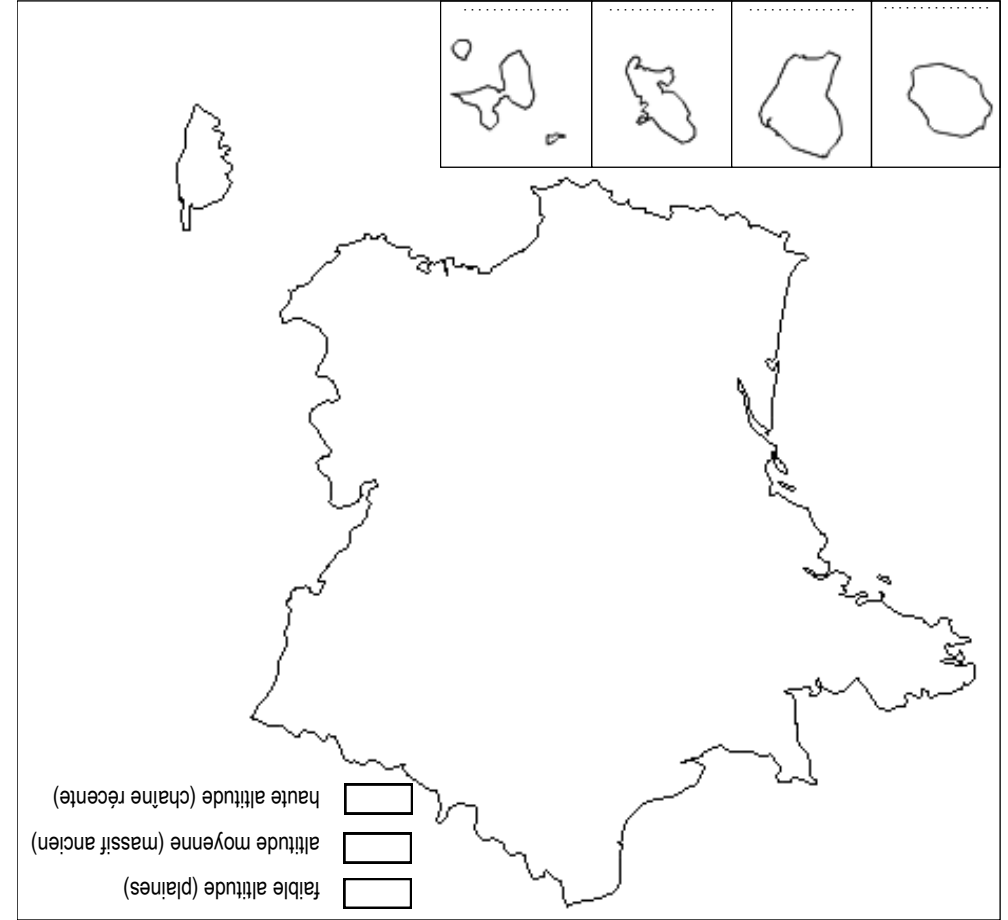 faible altitude (plaines)
altitude moyenne (massif ancien)
haute altitude (chaîne récente)